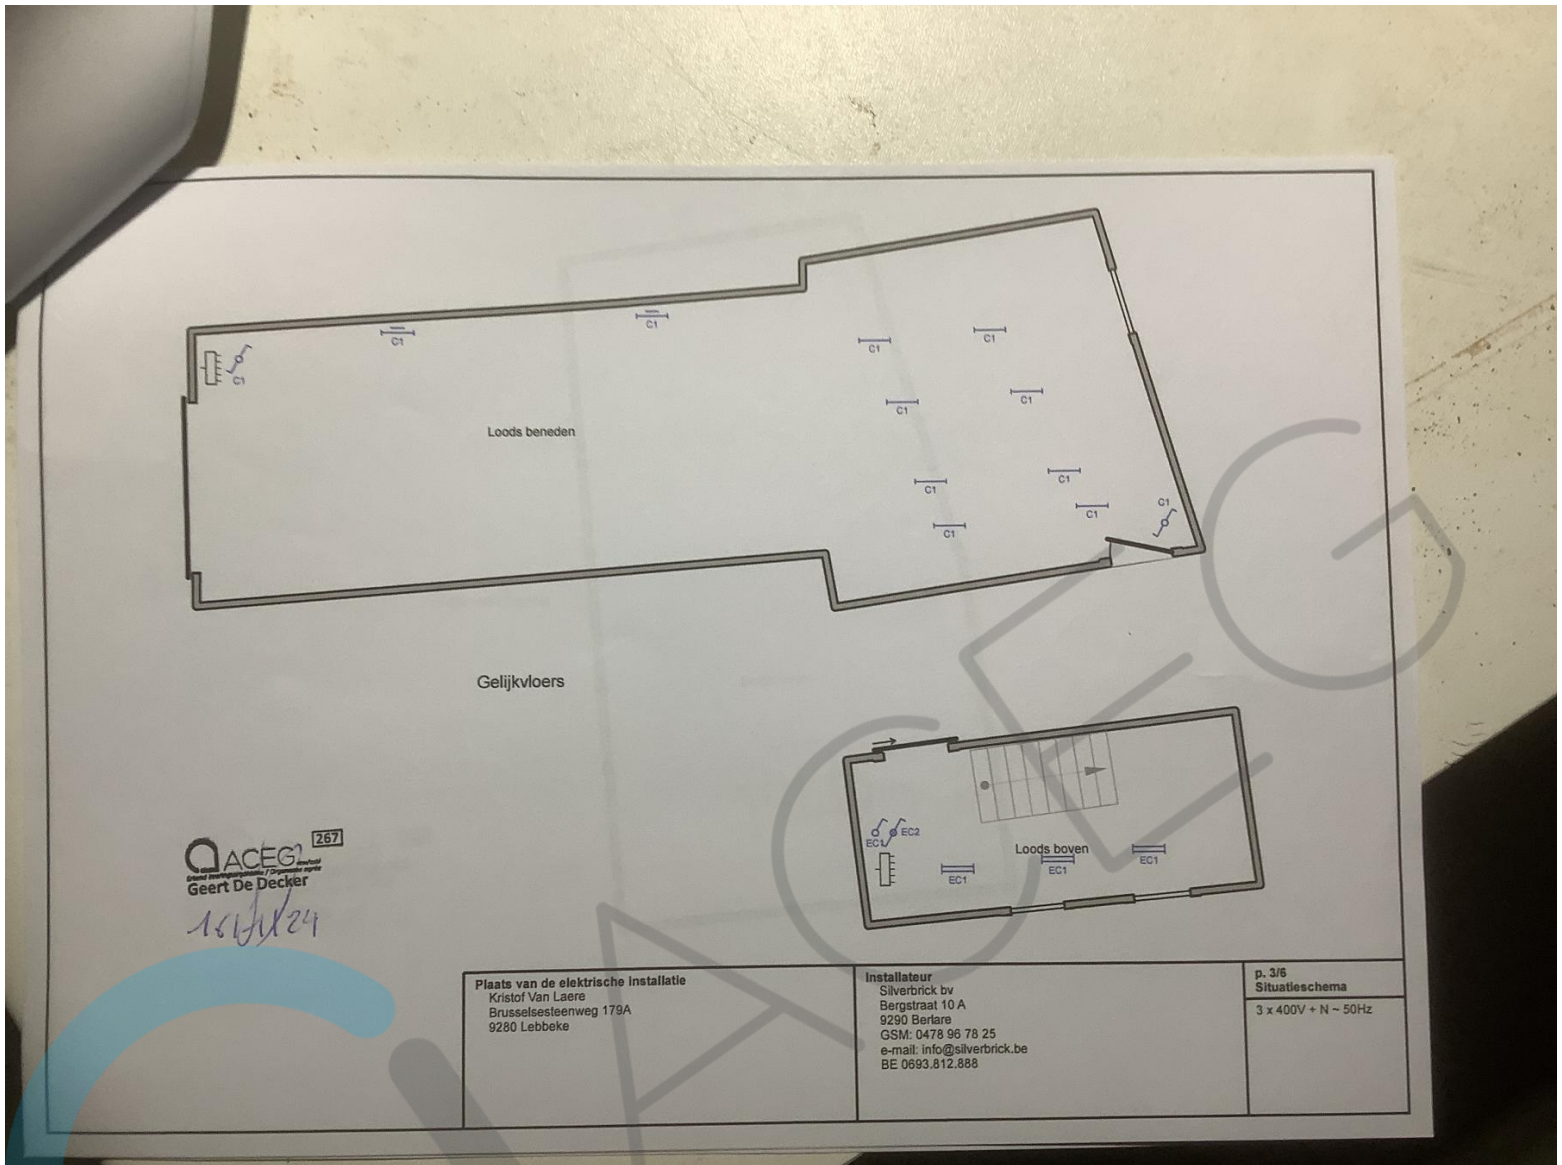 C1
C1
C1
C1
C1
Loods beneden
C1
C1
C1
C1
C1
C1
C1
Gelijkvloers
EC1
EC2
Loods boven
EC1
EC1
EC1
267
ACEG
Geert De Decker
Plaats van de elektrische installatie
Kristof Van Laere
Brusselsesteenweg 179A
9280 Lebbeke
Installateur
Silverbrick bv
Bergstraat 10 A
9290 Berlare
GSM: 0478 96 78 25
e-mail: info@silverbrick.be
BE 0693.812.888
p. 3/6
Situatieschema
3 x 400V + N ~ 50Hz
ACEG